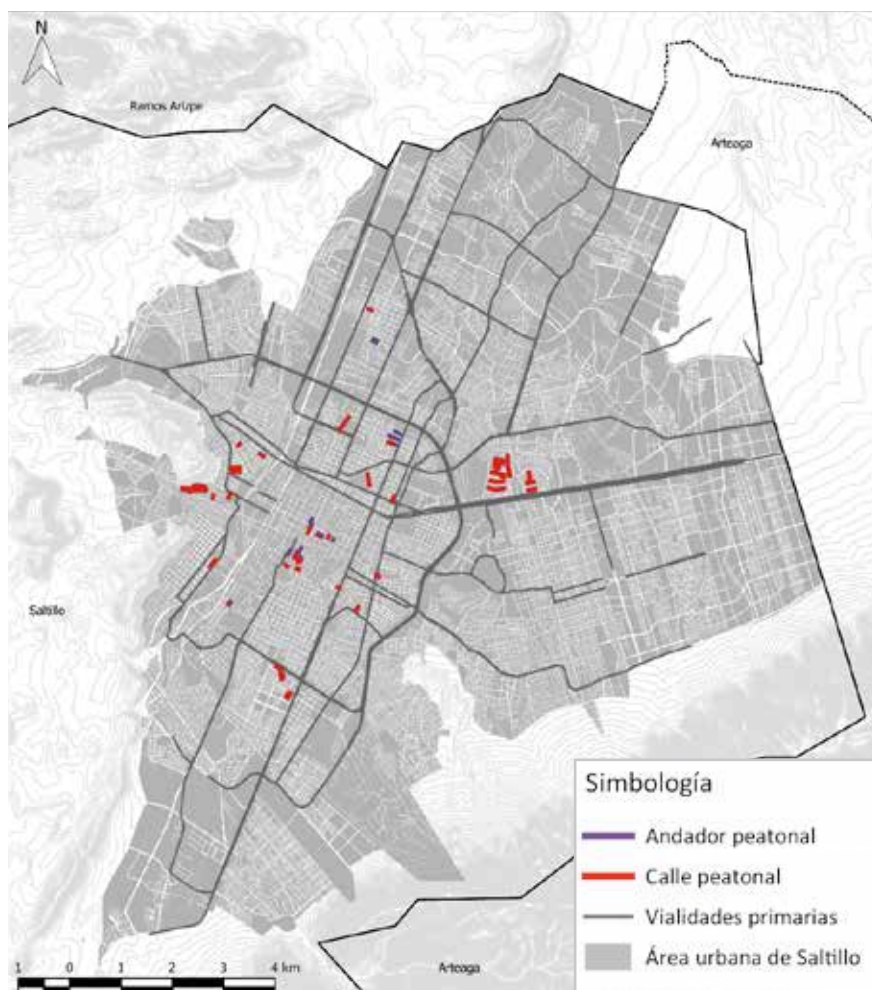 N
Ramos Arizpe
Arteaga
Saltillo
Simbología
Andador peatonal
Calle peatonal
Vialidades primarias
Área urbana de Saltillo
1 0 1 2 3 4 km
Arteaga